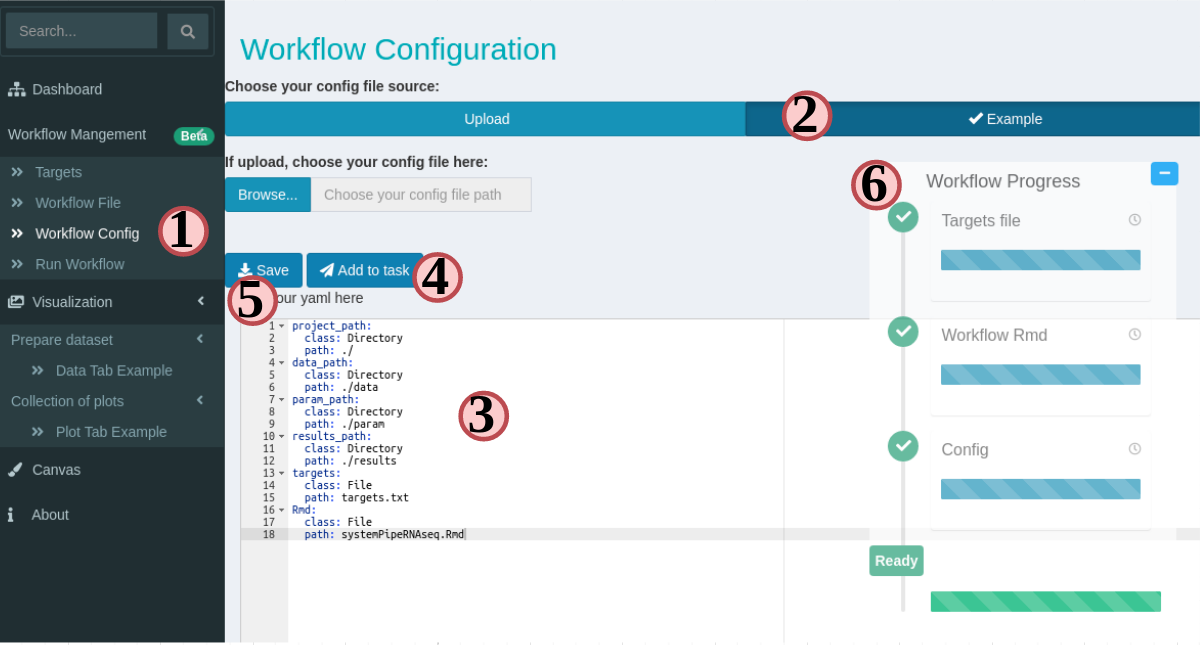 Search...
Dashboard
Workflow Mangement Beta
Targets
Workflow File
Workflow Config
1
Run Workflow
Visualization
Prepare dataset
Data Tab Example
Collection of plots
Plot Tab Example
Canvas
About
Workflow Configuration
Choose your config file source:
Upload
2
Example
If upload, choose your config file here:
Browse... Choose your config file path
Save
Add to task
4
5
our yaml here
1 project_path:
2 class: Directory
3 path: ./
4 data_path:
5 class: Directory
6 path: ./data
7 param_path:
8 class: Directory
9 path: ./param
10 results_path:
11 class: Directory
12 path: ./results
13 targets:
14 class: File
15 path: targets.txt
16 Rmd:
17 class: File
18 path: systemPipeRNAseq.Rmd
3
6
Workflow Progress
Targets file
Workflow Rmd
Config
Ready